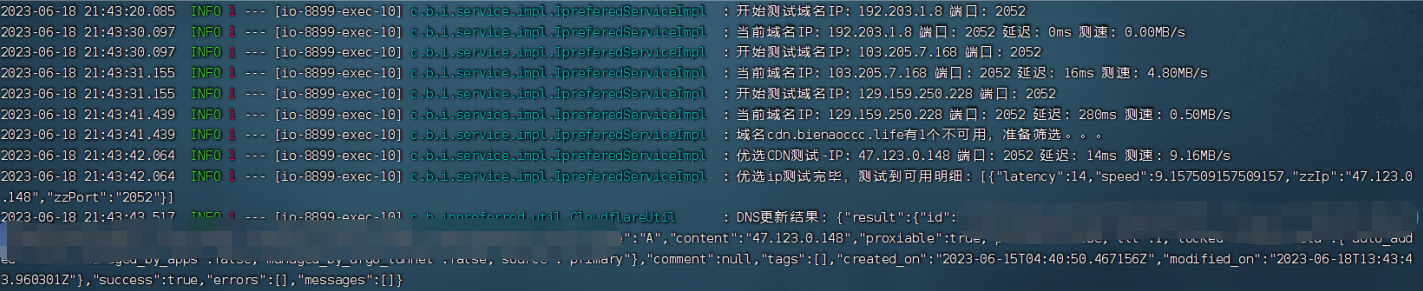 2023-06-18 21:43:20.085  INFO 1 --- [io-8899-exec-10] c.b.i.service.impl.IpreferedServiceImpl  : 开始测试域名IP: 192.203.1.8 端口: 2052
2023-06-18 21:43:30.097  INFO 1 --- [io-8899-exec-10] c.b.i.service.impl.IpreferedServiceImpl  : 当前域名IP: 192.203.1.8 端口: 2052 延迟: 0ms 测速: 0.00MB/s
2023-06-18 21:43:30.097  INFO 1 --- [io-8899-exec-10] c.b.i.service.impl.IpreferedServiceImpl  : 开始测试域名IP: 103.205.7.168 端口: 2052
2023-06-18 21:43:31.155  INFO 1 --- [io-8899-exec-10] c.b.i.service.impl.IpreferedServiceImpl  : 当前域名IP: 103.205.7.168 端口: 2052 延迟: 16ms 测速: 4.80MB/s
2023-06-18 21:43:31.155  INFO 1 --- [io-8899-exec-10] c.b.i.service.impl.IpreferedServiceImpl  : 开始测试域名IP: 129.159.250.228 端口: 2052
2023-06-18 21:43:41.439  INFO 1 --- [io-8899-exec-10] c.b.i.service.impl.IpreferedServiceImpl  : 当前域名IP: 129.159.250.228 端口: 2052 延迟: 280ms 测速: 0.50MB/s
2023-06-18 21:43:41.439  INFO 1 --- [io-8899-exec-10] c.b.i.service.impl.IpreferedServiceImpl  : 域名cdn.bienaoccc.life有1个不可用，准备筛选。。。
2023-06-18 21:43:42.064  INFO 1 --- [io-8899-exec-10] c.b.i.service.impl.IpreferedServiceImpl  : 优选CDN测试-IP: 47.123.0.148 端口: 2052 延迟: 14ms 测速: 9.16MB/s
2023-06-18 21:43:42.064  INFO 1 --- [io-8899-exec-10] c.b.i.service.impl.IpreferedServiceImpl  : 优选ip测试完毕，测试到可用明细: [{"latency":14,"speed":9.157509157509157,"zzIp":"47.123.0
.148","zzPort":"2052"}]
2023-06-18 21:43:43.517  INFO 1 --- [io-8899-exec-10] c.b.ippreferred.util.CloudflareUtil      : DNS更新结果: {"result":{"id":
":"A","content":"47.123.0.148","proxiable":true,
managed_by_apps":false,"managed_by_argo_tunnel":false,"source":"primary"},"comment":null,"tags":[],"created_on":"2023-06-15T04:40:50.467156Z","modified_on":"2023-06-18T13:43:4
3.960301Z"},"success":true,"errors":[],"messages":[]}